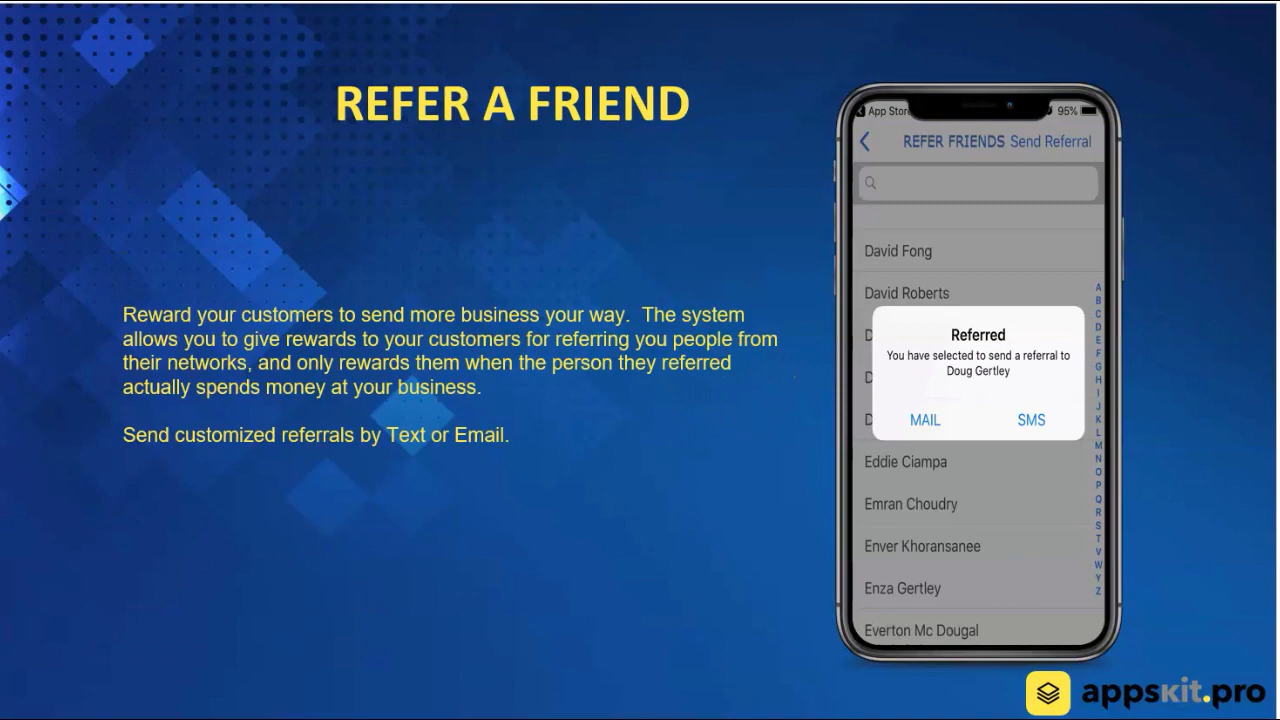 REFER A FRIEND
Reward your customers to send more business your way. The system
allows you to give rewards to your customers for referring you people from
their networks, and only rewards them when the person they referred
actually spends money at your business.
Send customized referrals by Text or Email.
App Store
95%
REFER FRIENDS Send Referral
David Fong
David Roberts
D
D
D
Referred
You have selected to send a referral to
Doug Gertley
MAIL SMS
Eddie Ciampa
Emran Choudry
Enver Khoransanee
Enza Gertley
Everton Mc Dougal
A
B
C
D
E
F
G
H
I
J
K
L
M
N
O
P
Q
R
S
T
V
W
Y
Z
appskit.pro